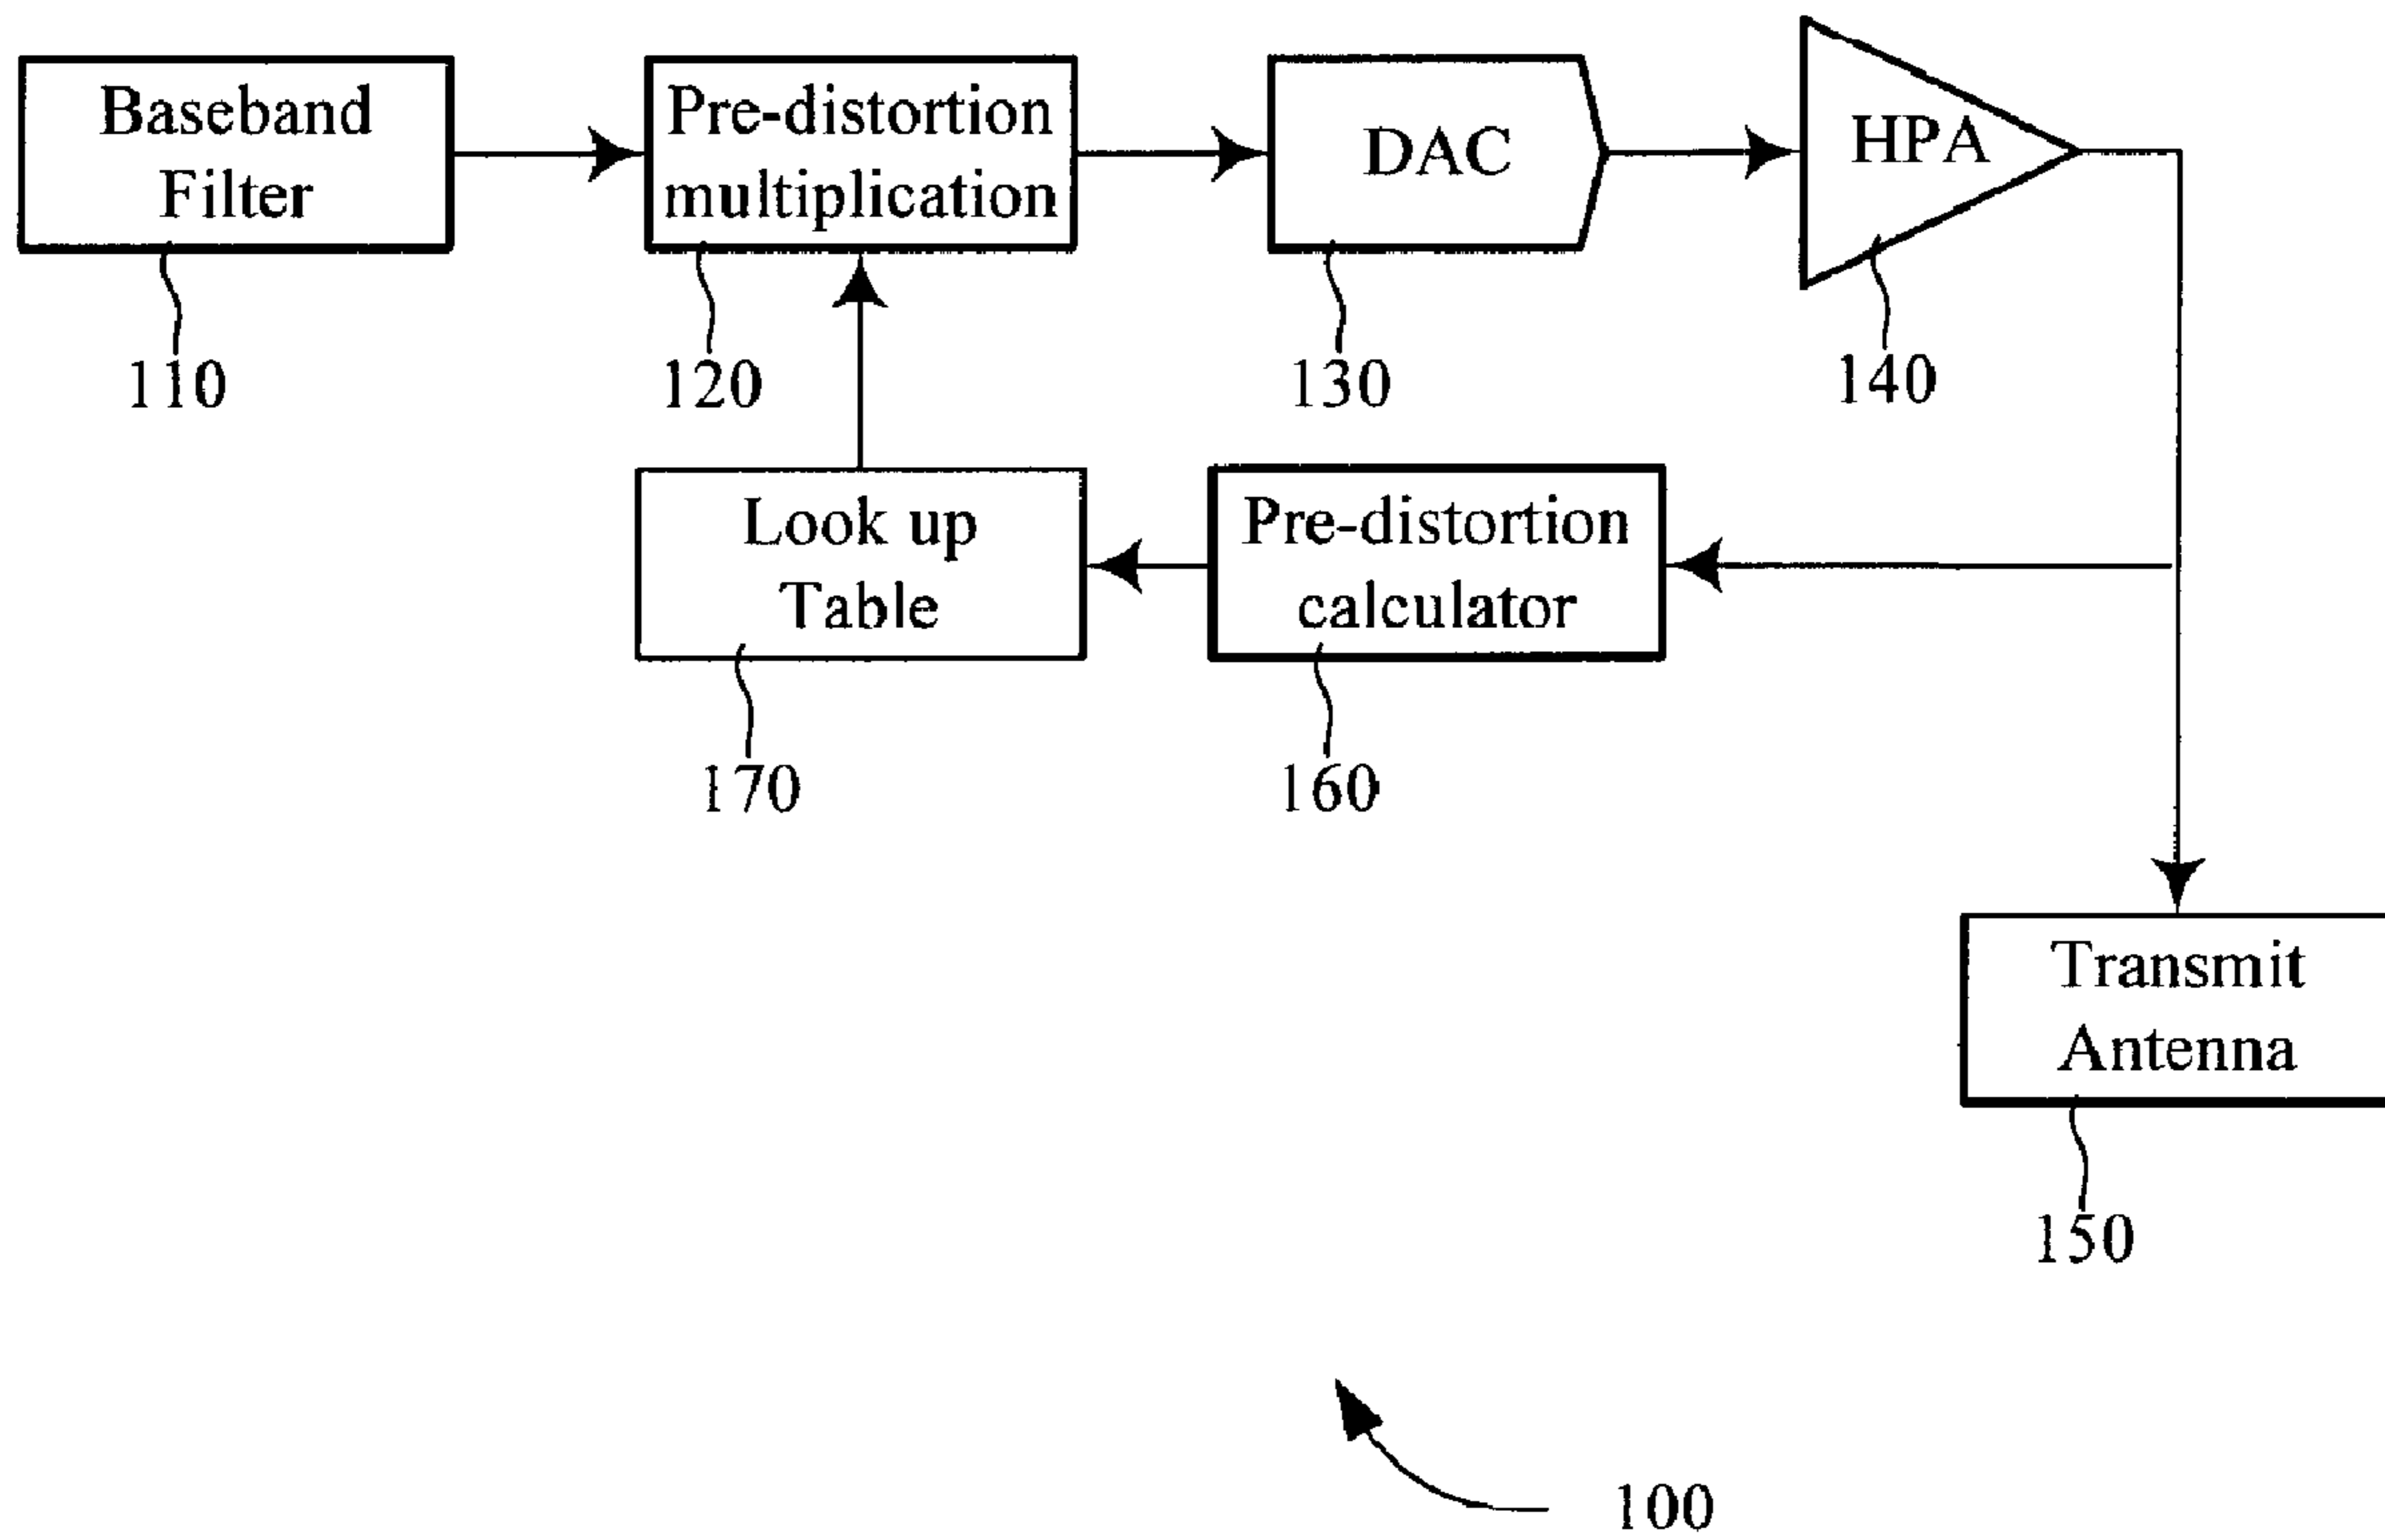 Baseband
Filter
Pre-distortion
multiplication
DAC
HPA
110
120
130
140
Look up
Table
Pre-distortion
calculator
170
160
Transmit
Antenna
150
100